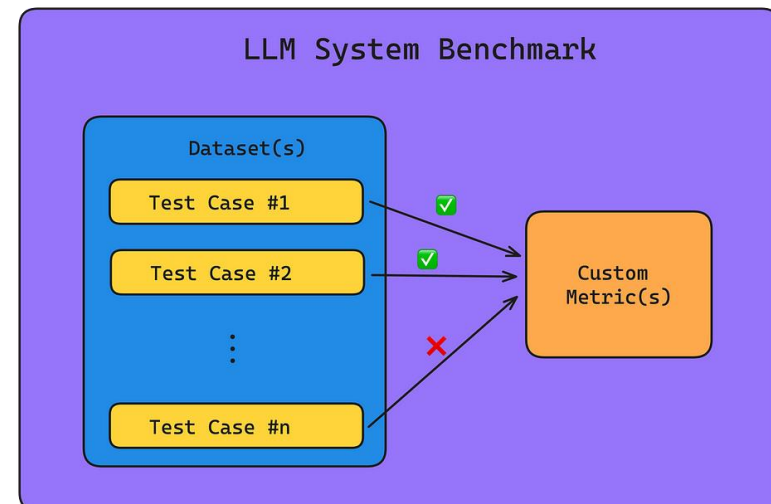 LLM System Benchmark
Dataset(s)
Test Case #1
Test Case #2
Test Case #n
Custom
Metric(s)